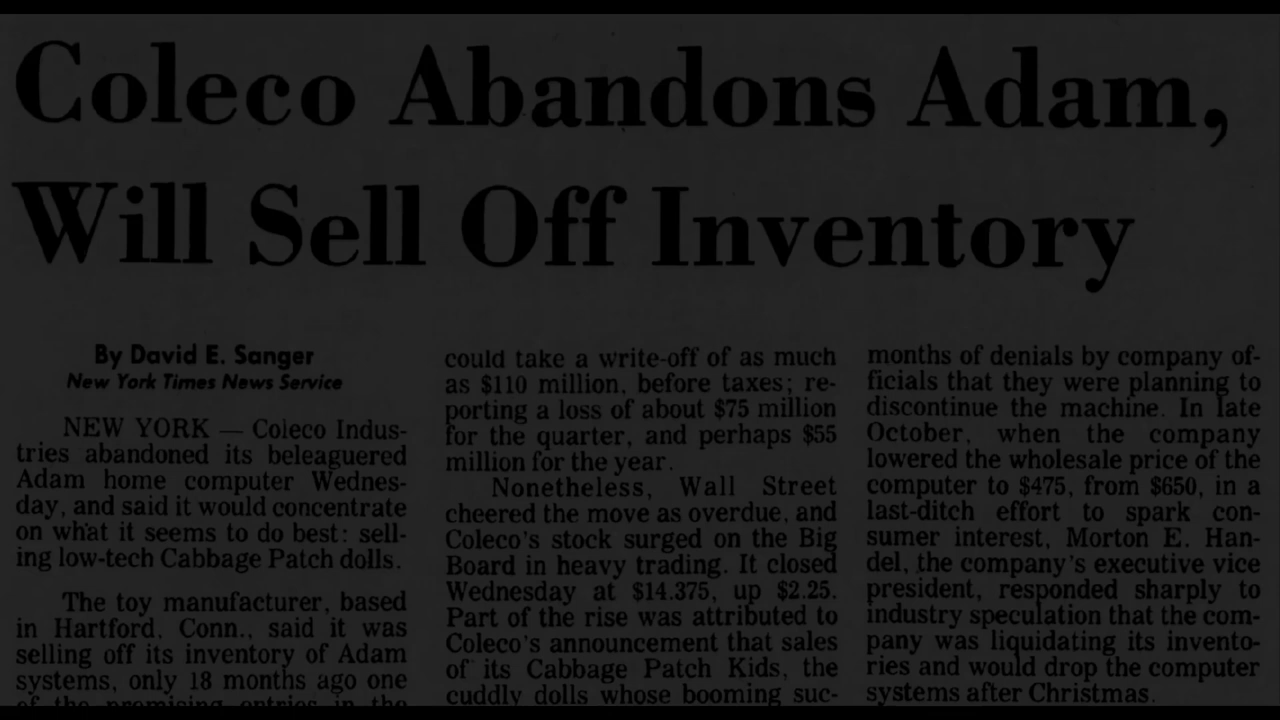 Coleco Abandons Adam,
Will Sell Off Inventory
By David E. Sanger
New York Times News Service
NEW YORK — Coleco Indus-
tries abandoned its beleaguered
Adam home computer Wednes-
day, and said it would concentrate
on what it seems to do best: sell-
ing low-tech Cabbage Patch dolls.
The toy manufacturer, based
in Hartford, Conn., said it was
selling off its inventory of Adam
systems, only 18 months ago one
of the promising entries in the
could take a write-off of as much
as $110 million, before taxes; re-
porting a loss of about $75 million
for the quarter, and perhaps $55
million for the year.
Nonetheless, Wall Street
cheered the move as overdue, and
Coleco's stock surged on the Big
Board in heavy trading. It closed
Wednesday at $14.375, up $2.25.
Part of the rise was attributed to
Coleco's announcement that sales
of its Cabbage Patch Kids, the
cuddly dolls whose booming suc-
months of denials by company of-
ficials that they were planning to
discontinue the machine. In late
October, when the company
lowered the wholesale price of the
computer to $475, from $650, in a
last-ditch effort to spark con-
sumer interest, Morton E. Han-
del, the company's executive vice
president, responded sharply to
industry speculation that the com-
pany was liquidating its invento-
ries and would drop the computer
systems after Christmas.